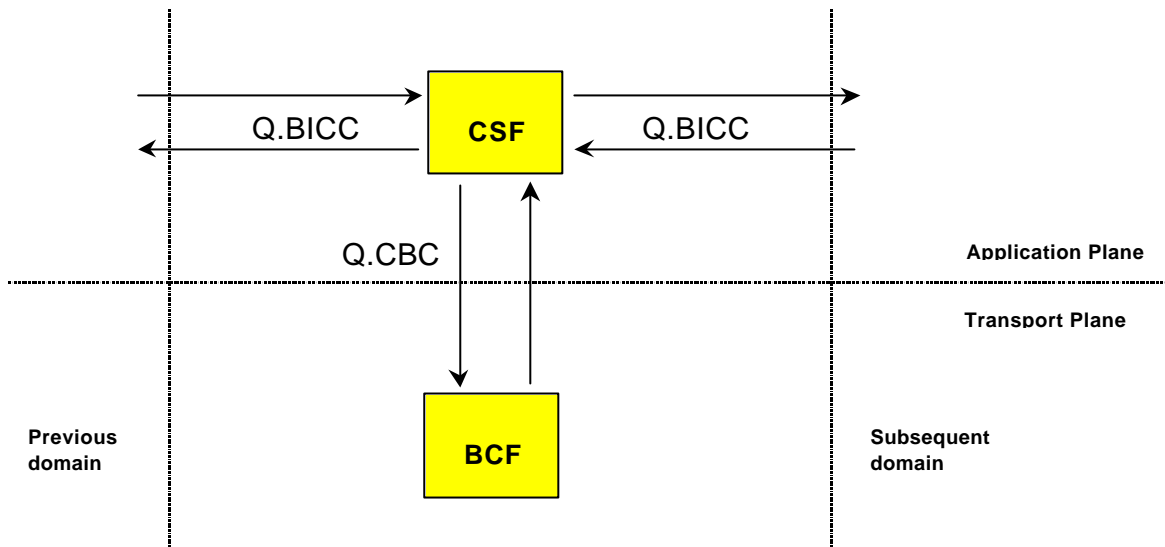 Q.BICC
CSF
Q.BICC
Q.CBC
Application Plane
Transport Plane
Previous
domain
BCF
Subsequent
domain